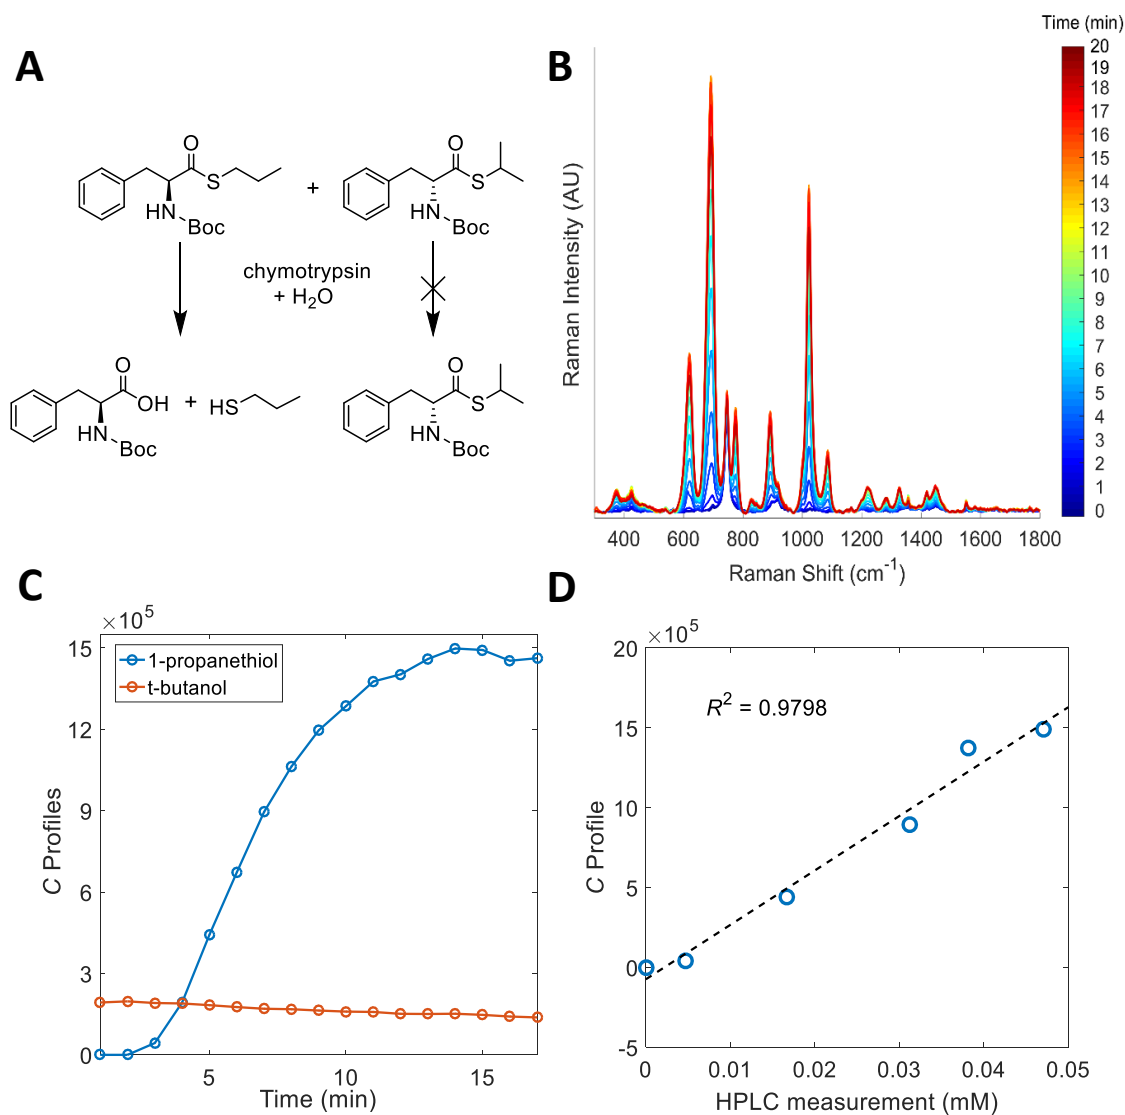 A
O
S
HN
Boc
+
O
S
HN
Boc
chymotrypsin
+ H2O
O
OH
HN
Boc
+
HS
O
S
HN
Boc
B
Time (min)
20
19
18
17
16
15
14
13
12
11
10
9
8
7
6
5
4
3
2
1
0
Raman Intensity (AU)
400 600 800 1000 1200 1400 1600 1800
Raman Shift (cm-1)
C
×10^5
15
12
9
6
3
0
1-propanethiol
t-butanol
C Profiles
5 10 15
Time (min)
D
×10^5
20
15
10
5
0
-5
R^2 = 0.9798
C Profile
0 0.01 0.02 0.03 0.04 0.05
HPLC measurement (mM)